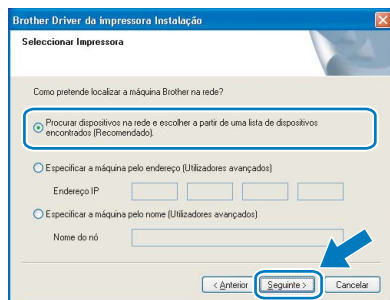 Brother Driver da impressora Instalação
Seleccionar Impressora
Como pretende localizar a máquina Brother na rede?
Procurar dispositivos na rede e escolher a partir de uma lista de dispositivos
encontrados (Recomendado).
Especificar a máquina pelo endereço (Utilizadores avançados)
Endereço IP
Especificar a máquina pelo nome (Utilizadores avançados)
Nome do nó
< Anterior
Seguinte >
Cancelar